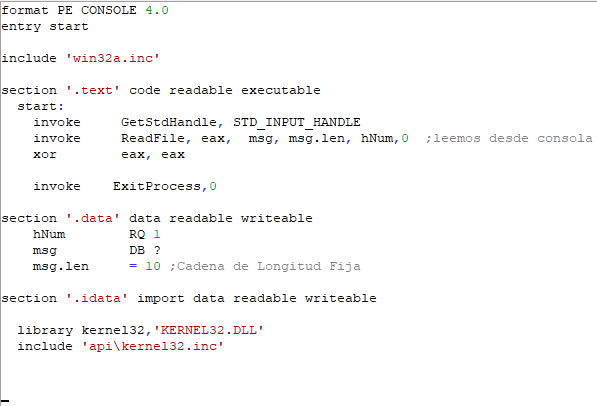 format PE CONSOLE 4.0
entry start
include 'win32a.inc'
section '.text' code readable executable
start:
invoke GetStdHandle, STD_INPUT_HANDLE
invoke ReadFile, eax, msg, msg.len, hNum,0 ;leemos desde consola
xor eax, eax
invoke ExitProcess,0
section '.data' data readable writeable
hNum RQ 1
msg DB ?
msg.len = 10 ;Cadena de Longitud Fija
section '.idata' import data readable writeable
library kernel32,'KERNEL32.DLL'
include 'api\kernel32.inc'